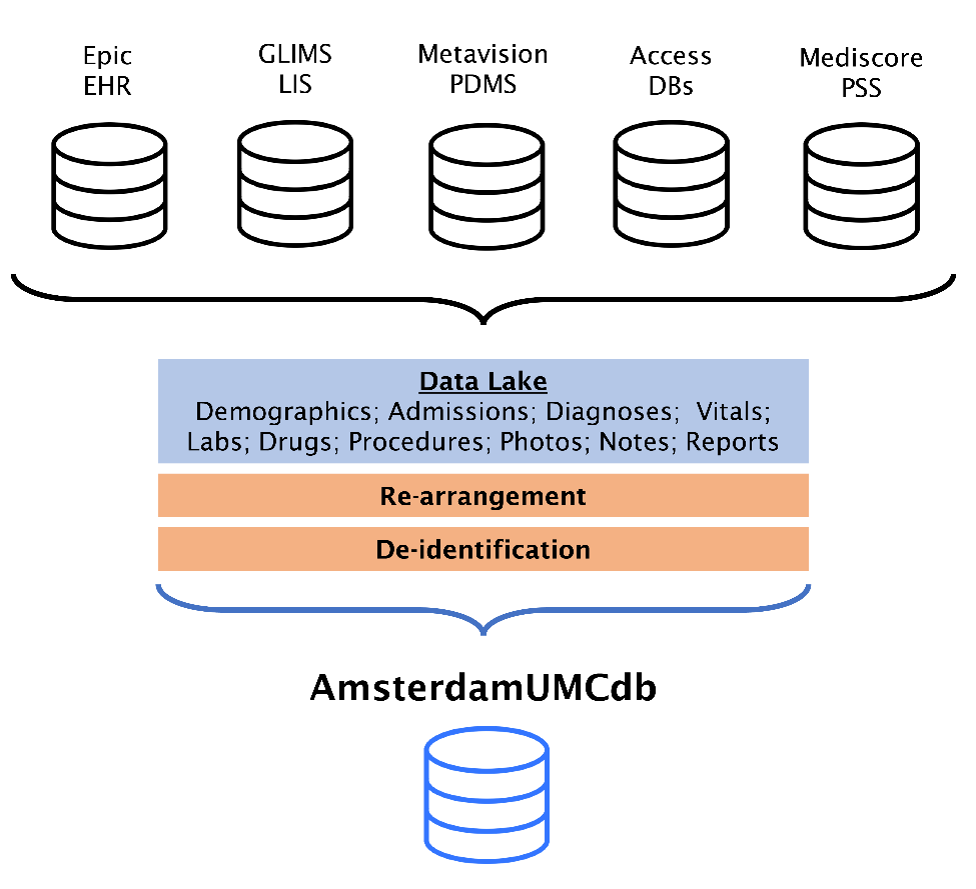 Epic
EHR
GLIMS
LIS
Metavision
PDMS
Access
DBs
Mediscore
PSS
Data Lake
Demographics; Admissions; Diagnoses; Vitals;
Labs; Drugs; Procedures; Photos; Notes; Reports
Re-arrangement
De-identification
AmsterdamUMCdb